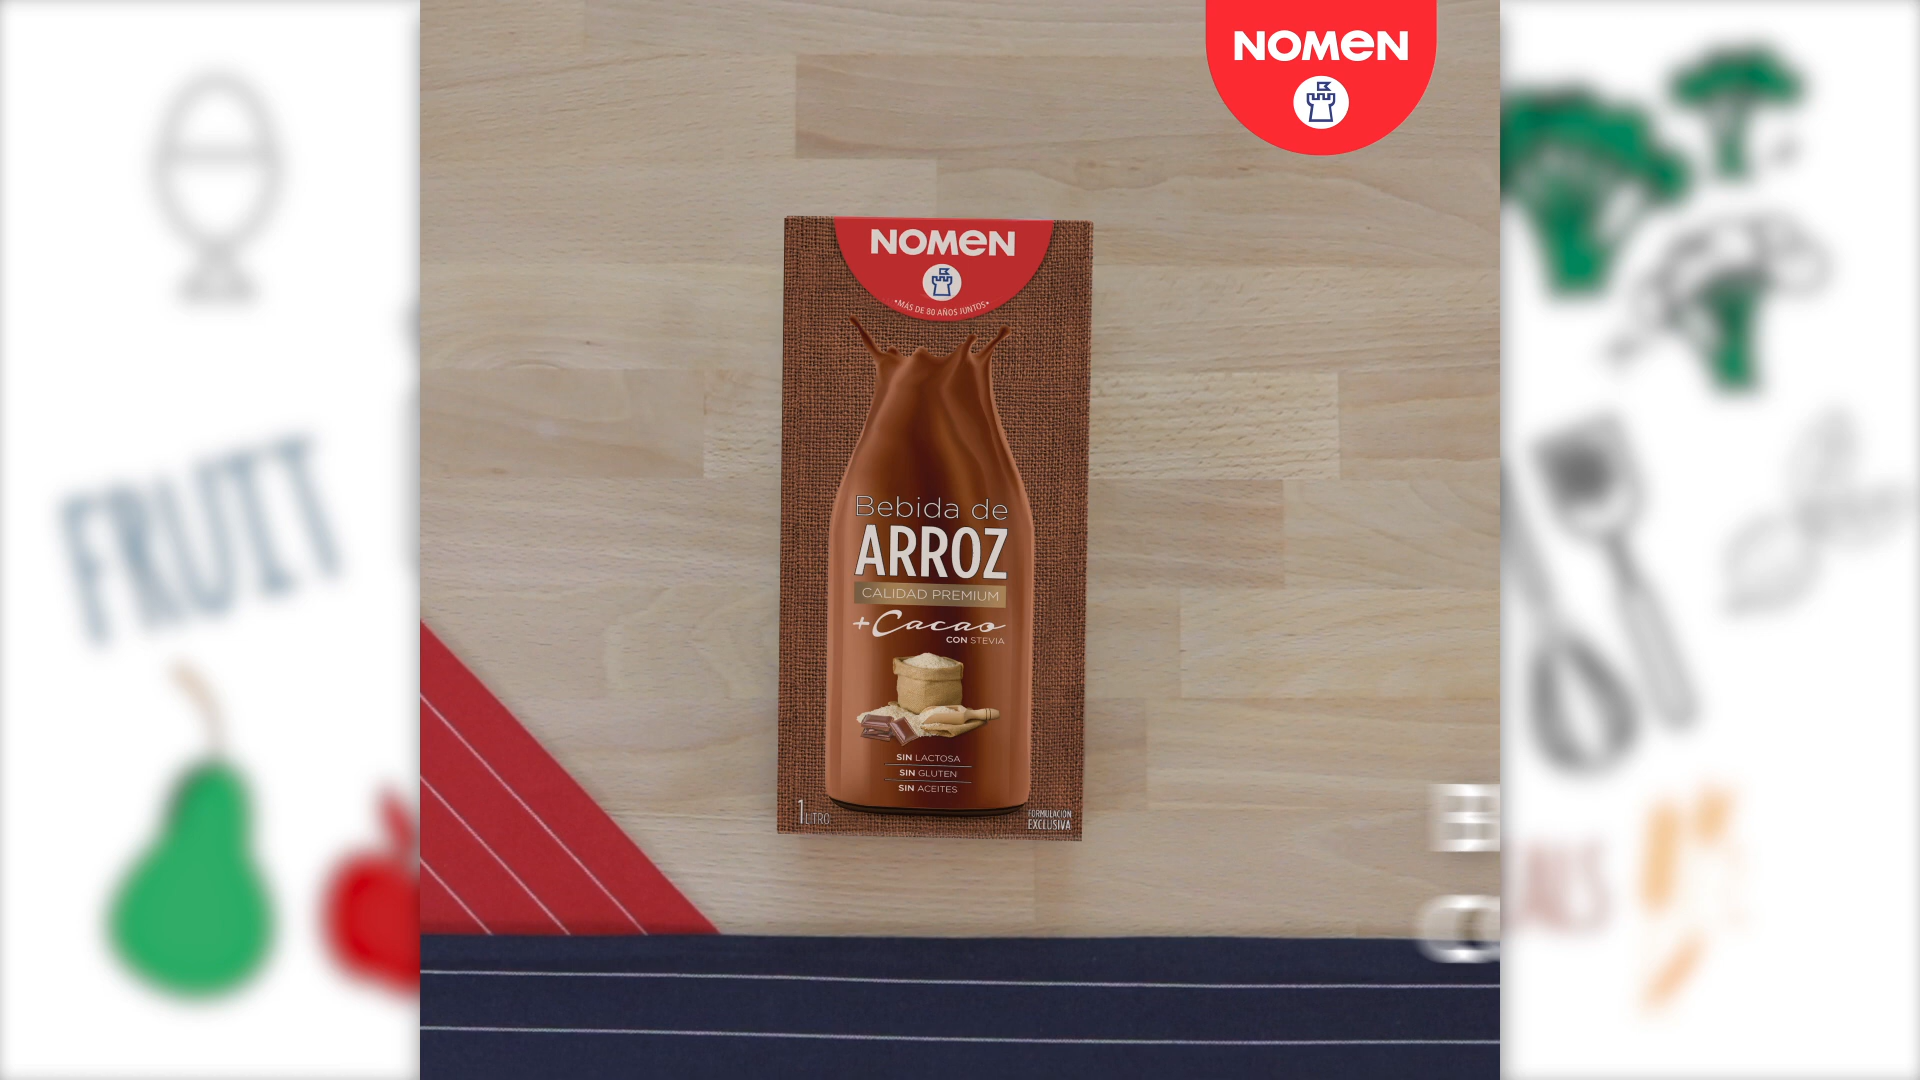 NOMEN
NOMEN
•MÁS DE 80 AÑOS JUNTOS•
Bebida de
ARROZ
CALIDAD PREMIUM
+Cacao
CON STEVIA
SIN LACTOSA
SIN GLUTEN
SIN ACEITES
1 LITRO
FORMULACIÓN
EXCLUSIVA
FRUIT